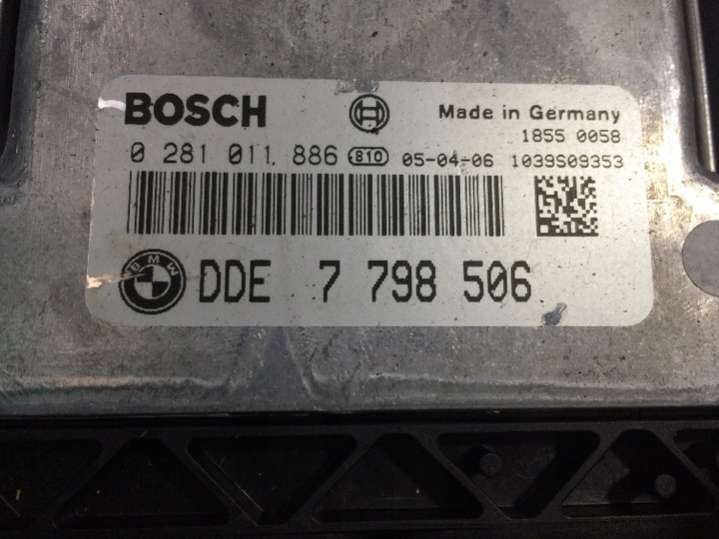 BOSCH
Made in Germany
1855 0058
0 281 011.886 810 05-04-06 1039S09353
BMW
DDE 7 798 506